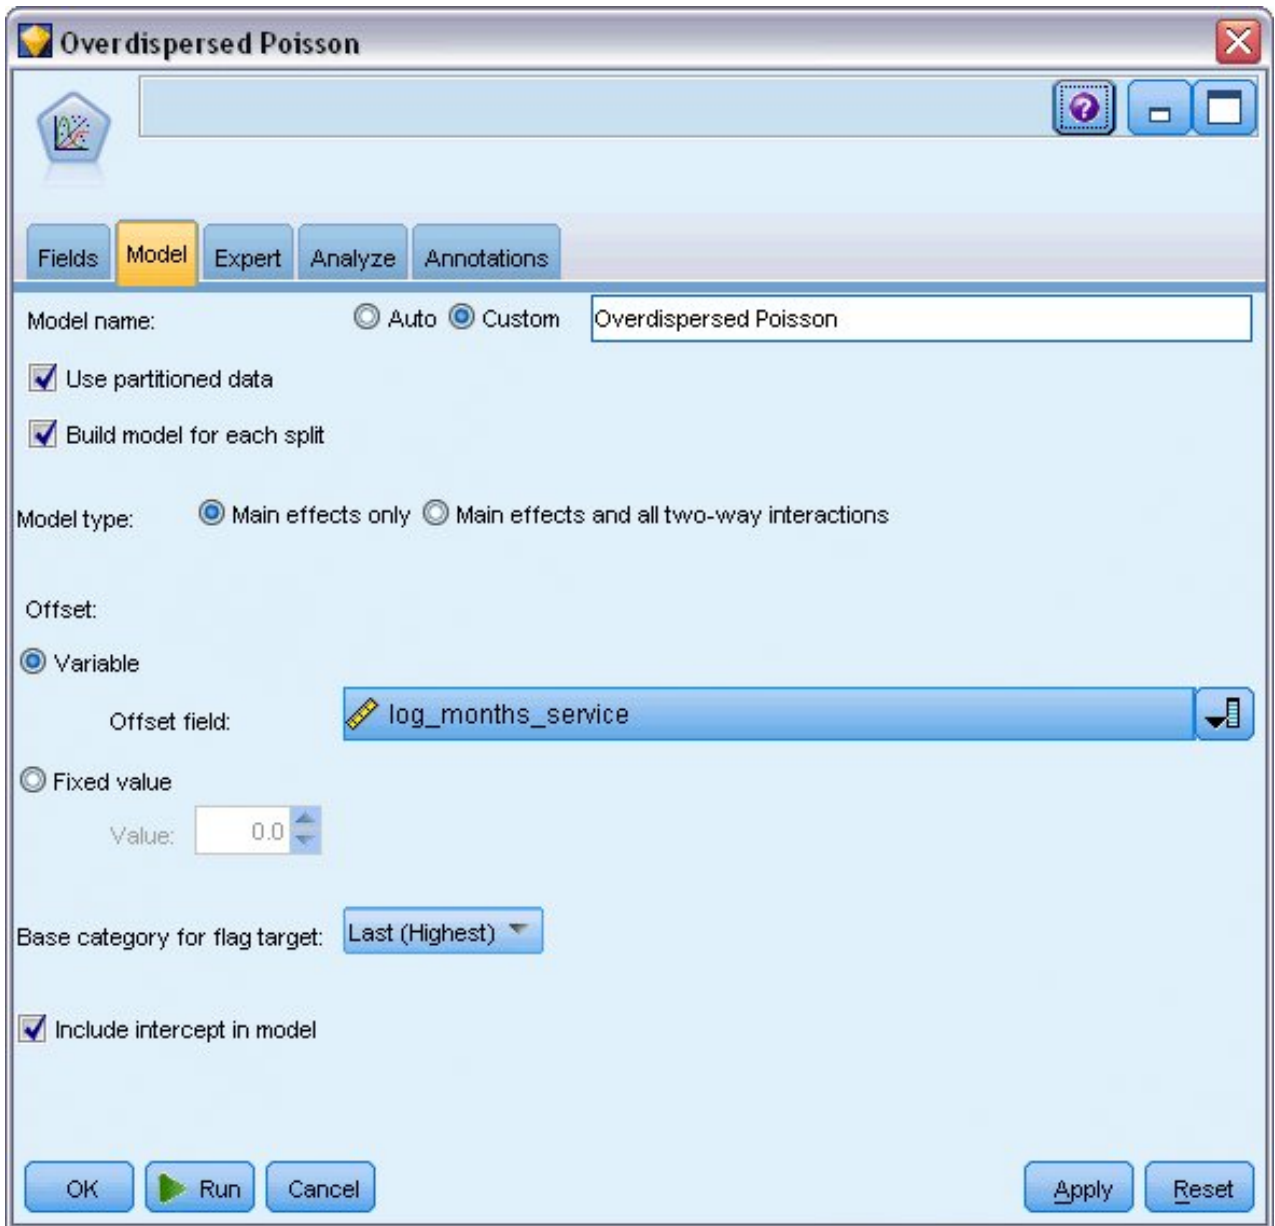 Overdispersed Poisson
?
Fields Model Expert Analyze Annotations
Model name: Auto Custom Overdispersed Poisson
Use partitioned data
Build model for each split
Model type: Main effects only Main effects and all two-way interactions
Offset:
Variable
Offset field: log_months_service
Fixed value
Value: 0.0
Base category for flag target: Last (Highest)
Include intercept in model
OK Run Cancel Apply Reset